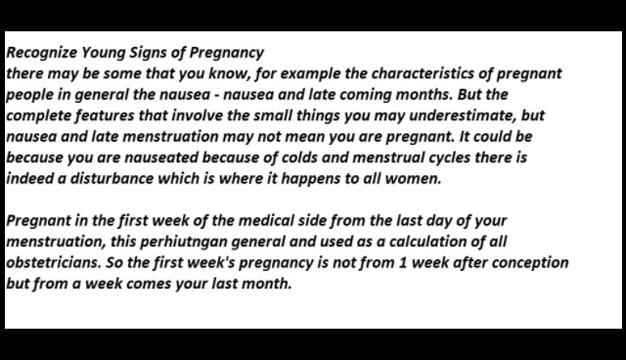 Recognize Young Signs of Pregnancy
there may be some that you know, for example the characteristics of pregnant
people in general the nausea - nausea and late coming months. But the
complete features that involve the small things you may underestimate, but
nausea and late menstruation may not mean you are pregnant. It could be
because you are nauseated because of colds and menstrual cycles there is
indeed a disturbance which is where it happens to all women.

Pregnant in the first week of the medical side from the last day of your
menstruation, this perhiutngan general and used as a calculation of all
obstetricians. So the first week's pregnancy is not from 1 week after conception
but from a week comes your last month.